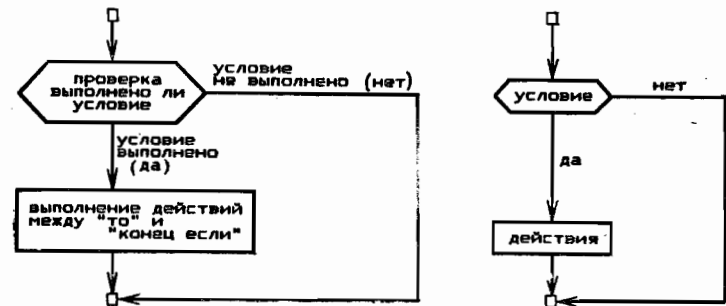 проверка
выполнено ли
условие
условие
не выполнено (нет)
условие
выполнено
(да)
выполнение действий
между "то" и
"конец если"
условие
нет
да
действия